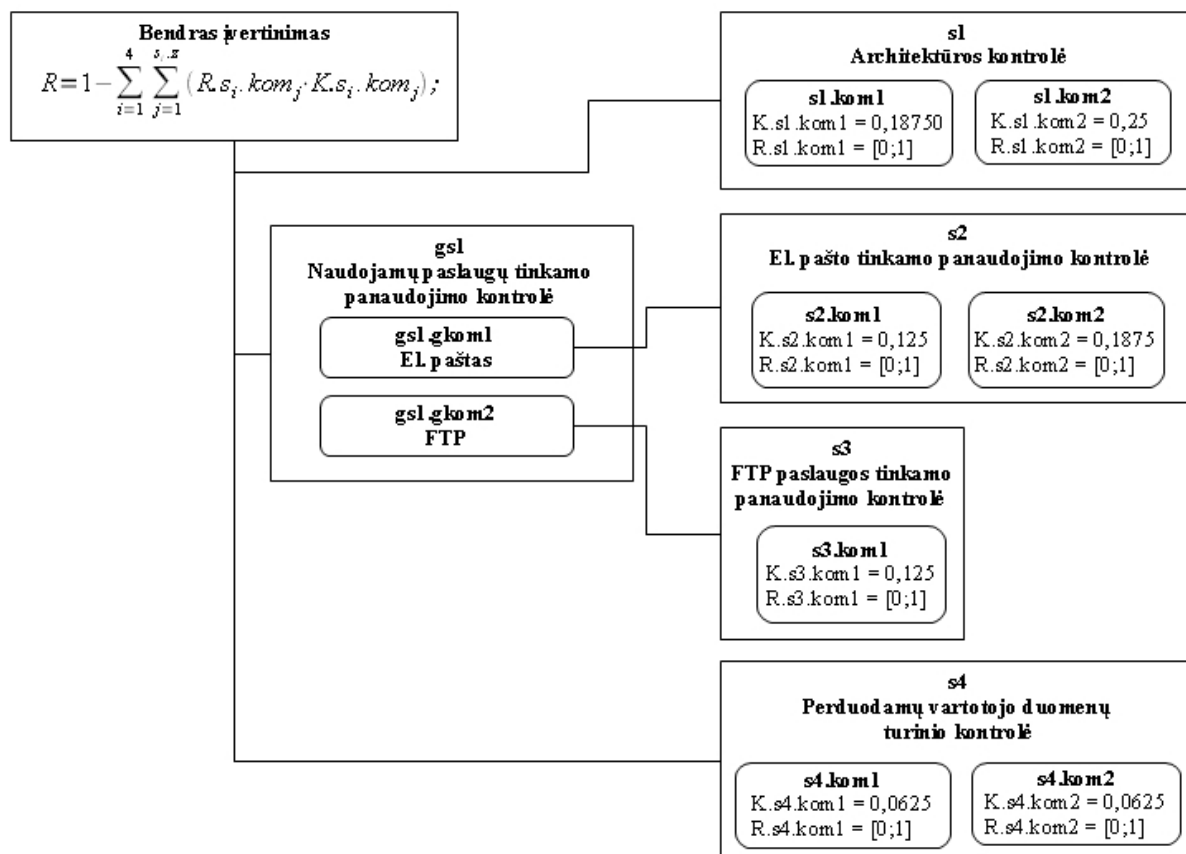 Bendras įvertinimas
R=1-∑∑(R.s_i.kom_j·K.s_i.kom_j);
4
i=1
s_i.z
j=1
s1
Architektūros kontrolė
s1.kom1
K.s1.kom1 = 0,18750
R.s1.kom1 = [0;1]
s1.kom2
K.s1.kom2 = 0,25
R.s1.kom2 = [0;1]
gs1
Naudojamų paslaugų tinkamo
panaudojimo kontrolė
gs1.gkom1
El. paštas
gs1.gkom2
FTP
s2
El. pašto tinkamo panaudojimo kontrolė
s2.kom1
K.s2.kom1 = 0,125
R.s2.kom1 = [0;1]
s2.kom2
K.s2.kom2 = 0,1875
R.s2.kom2 = [0;1]
s3
FTP paslaugos tinkamo
panaudojimo kontrolė
s3.kom1
K.s3.kom1 = 0,125
R.s3.kom1 = [0;1]
s4
Perduodamų vartotojo duomenų
turinio kontrolė
s4.kom1
K.s4.kom1 = 0,0625
R.s4.kom1 = [0;1]
s4.kom2
K.s4.kom2 = 0,0625
R.s4.kom2 = [0;1]